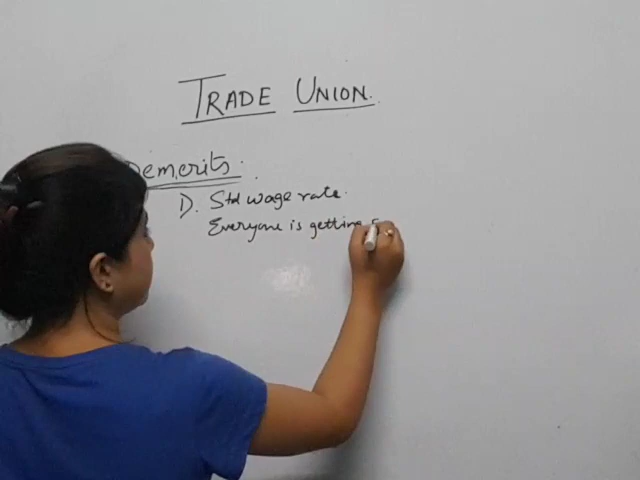 TRADE UNION.
Demerits.
D. Std wage rate.
Everyone is getting